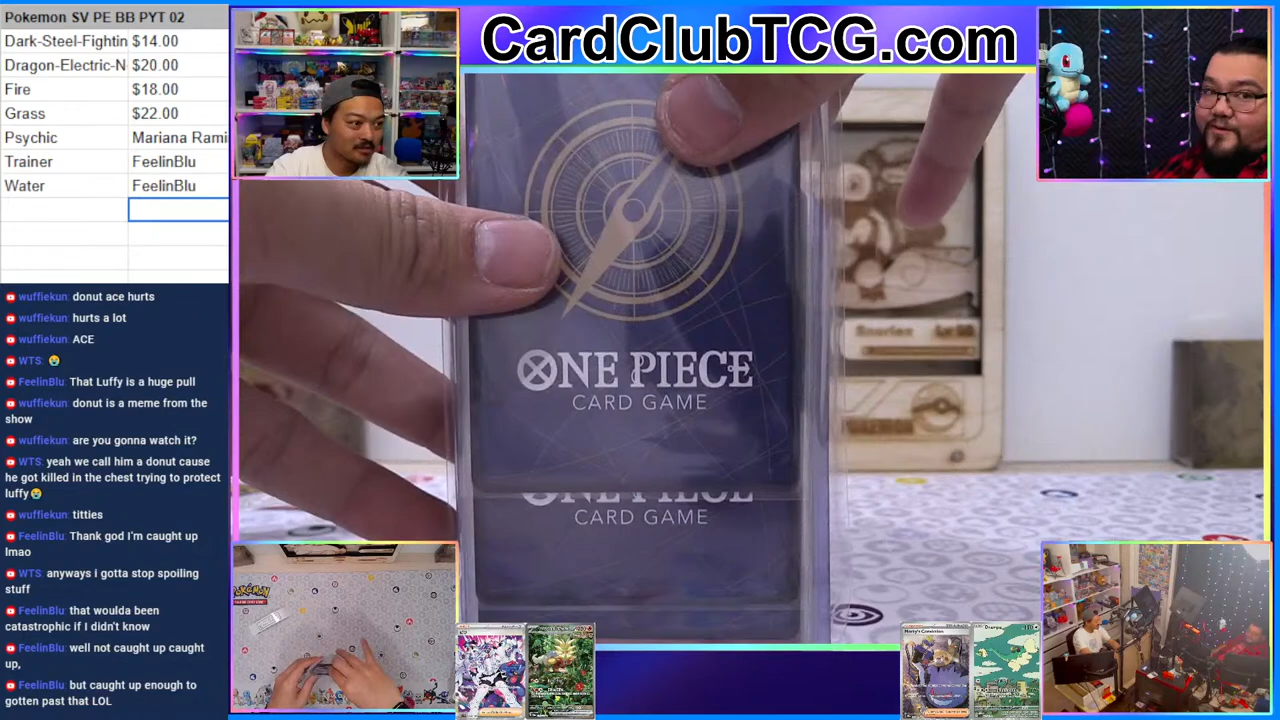 Pokemon SV PE BB PYT 02
Dark-Steel-Fightin $14.00
Dragon-Electric-N $20.00
Fire $18.00
Grass $22.00
Psychic Mariana Rami
Trainer FeelinBlu
Water FeelinBlu
wuffiekun: donut ace hurts
wuffiekun: hurts a lot
wuffiekun: ACE
WTS: 😭
FeelinBlu: That Luffy is a huge pull
wuffiekun: donut is a meme from the
show
wuffiekun: are you gonna watch it?
WTS: yeah we call him a donut cause
he got killed in the chest trying to protect
luffy😭
wuffiekun: titties
FeelinBlu: Thank god I'm caught up
lmao
WTS: anyways i gotta stop spoiling
stuff
FeelinBlu: that woulda been
catastrophic if I didn't know
FeelinBlu: well not caught up caught
up,
FeelinBlu: but caught up enough to
gotten past that LOL
CardClubTCG.com
ONE PIECE
CARD GAME
ONE PIECE
CARD GAME
Snorlax
POKÉMON